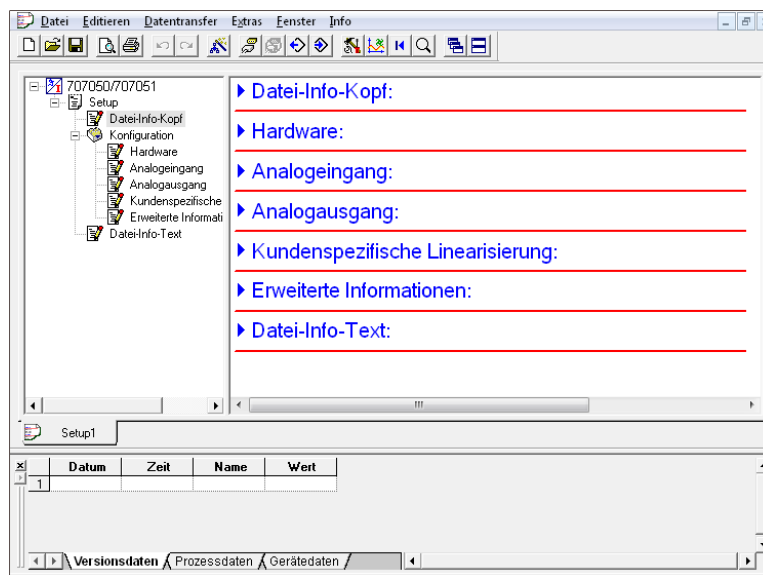 Datei Editieren Datentransfer Extras Fenster Info
707050/707051
Setup
Datei-Info-Kopf
Konfiguration
Hardware
Analogeingang
Analogausgang
Kundenspezifische
Erweiterte Informati
Datei-Info-Text
Datei-Info-Kopf:
Hardware:
Analogeingang:
Analogausgang:
Kundenspezifische Linearisierung:
Erweiterte Informationen:
Datei-Info-Text:
Setup1
Datum Zeit Name Wert
1
Versionsdaten Prozessdaten Gerätedaten